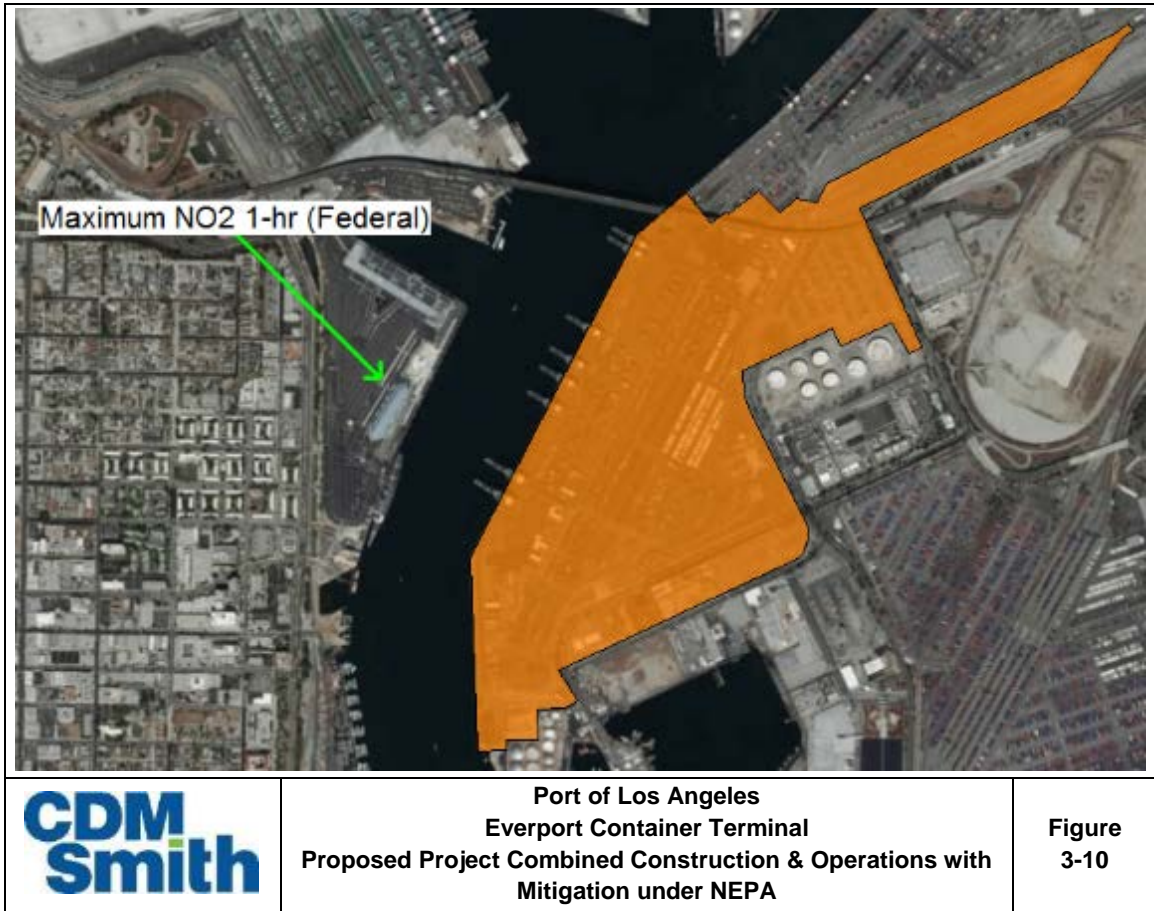 Maximum NO2 1-hr (Federal)
CDM
Smith
Port of Los Angeles
Everport Container Terminal
Proposed Project Combined Construction & Operations with
Mitigation under NEPA
Figure
3-10